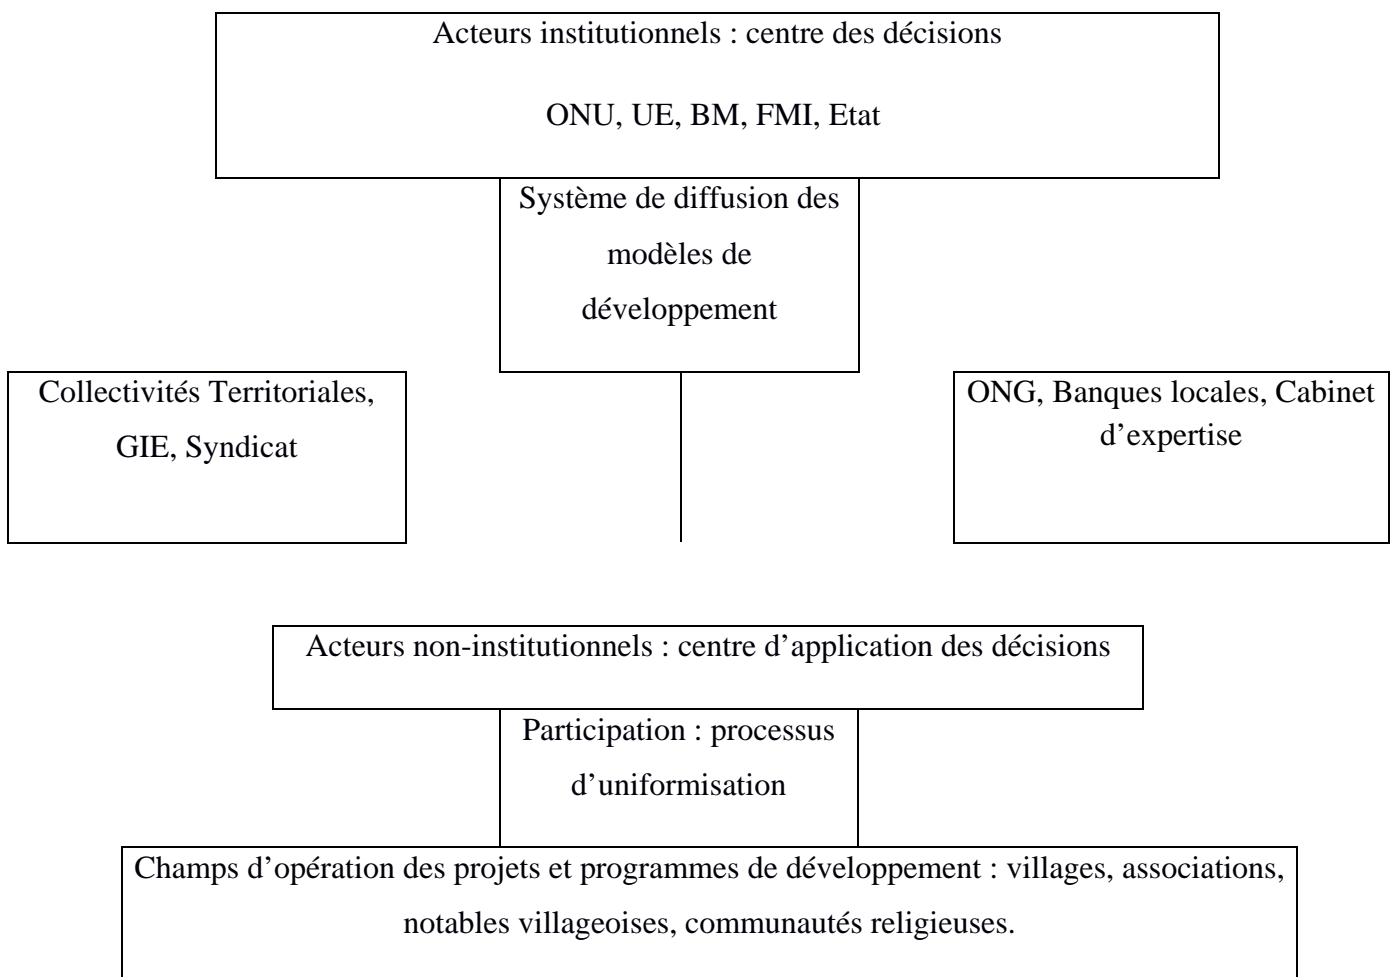 Acteurs institutionnels : centre des décisions
ONU, UE, BM, FMI, Etat
Système de diffusion des
modèles de
développement
Collectivités Territoriales,
GIE, Syndicat
ONG, Banques locales, Cabinet
d’expertise
Acteurs non-institutionnels : centre d’application des décisions
Participation : processus
d’uniformisation
Champs d’opération des projets et programmes de développement : villages, associations,
notables villageoises, communautés religieuses.